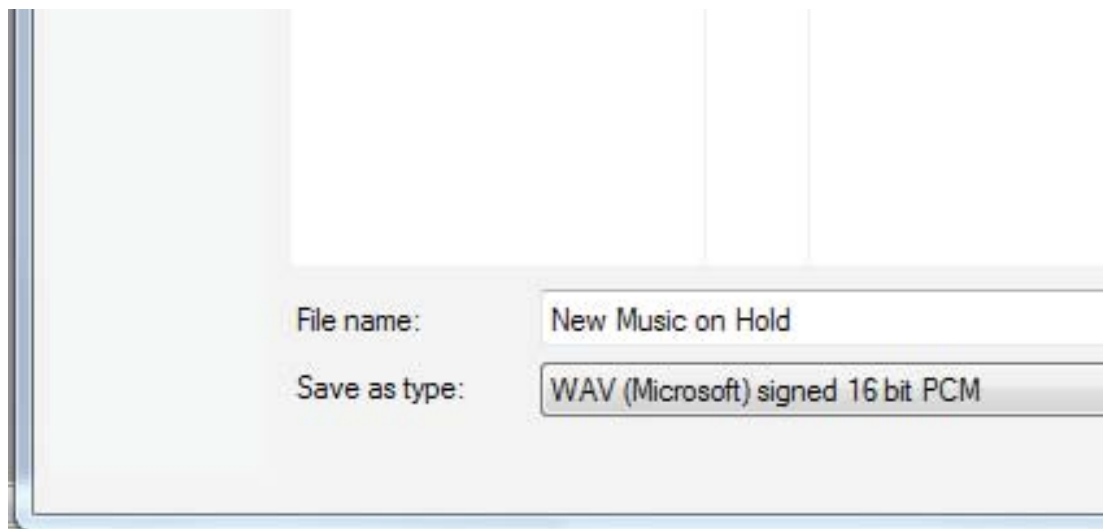 File name: New Music on Hold
Save as type: WAV (Microsoft) signed 16 bit PCM